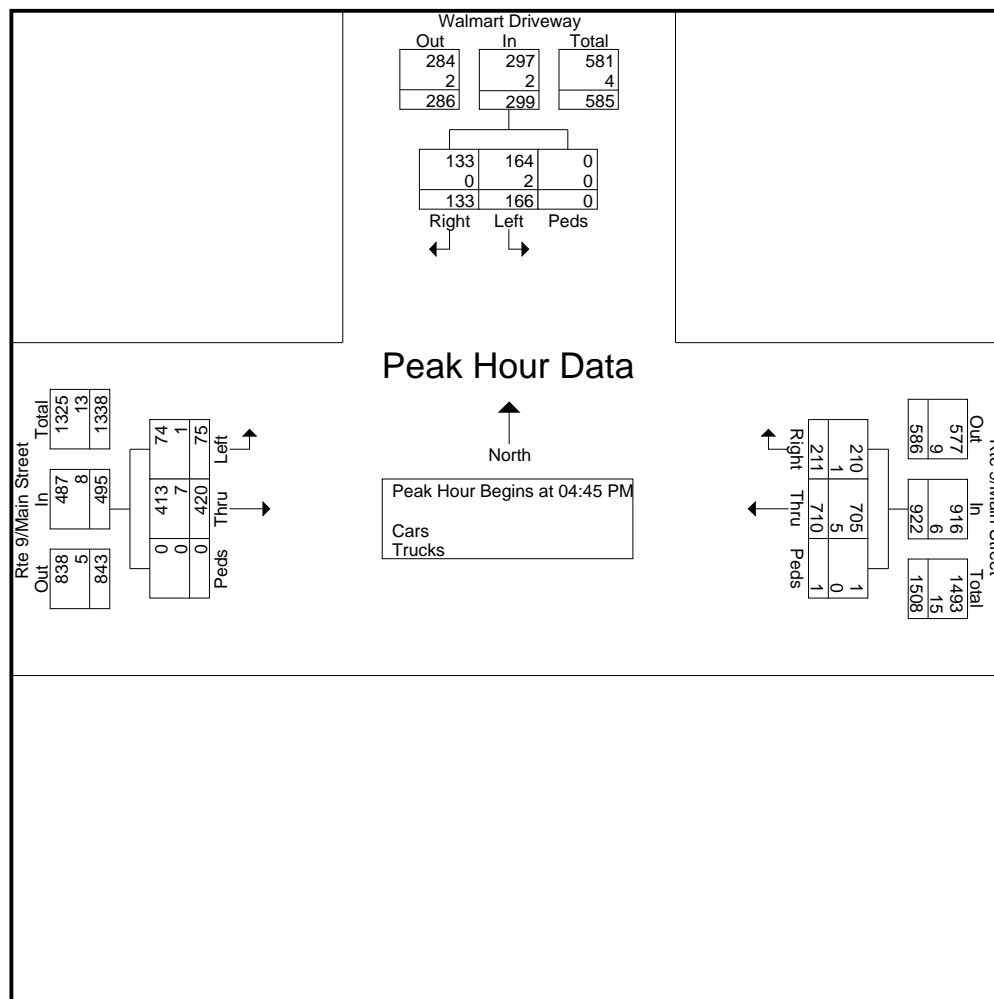 Walmart Driveway
Out In Total
284 297 581
2 2 4
286 299 585
133 164 0
0 2 0
133 166 0
Right Left Peds
Peak Hour Data
North
Peak Hour Begins at 04:45 PM
Cars
Trucks
Rte 9/Main Street
Out In Total
838 487 1325
5 8 13
843 495 1338
74 413 0
1 7 0
75 420 0
Left Thru Peds
Rte 9/Main Street
Out In Total
577 916 1493
9 6 15
586 922 1508
210 705 1
1 5 0
211 710 1
Right Thru Peds